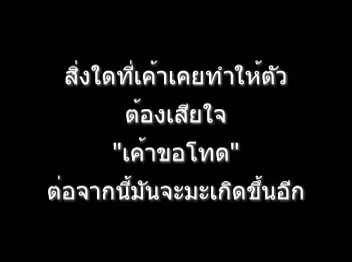 สิ่งใดที่เค้าเคยทำให้ตัว
ต้องเสียใจ
"เค้าขอโทด"
ต่อจากนี้มันจะมะเกิดขึ้นอีก